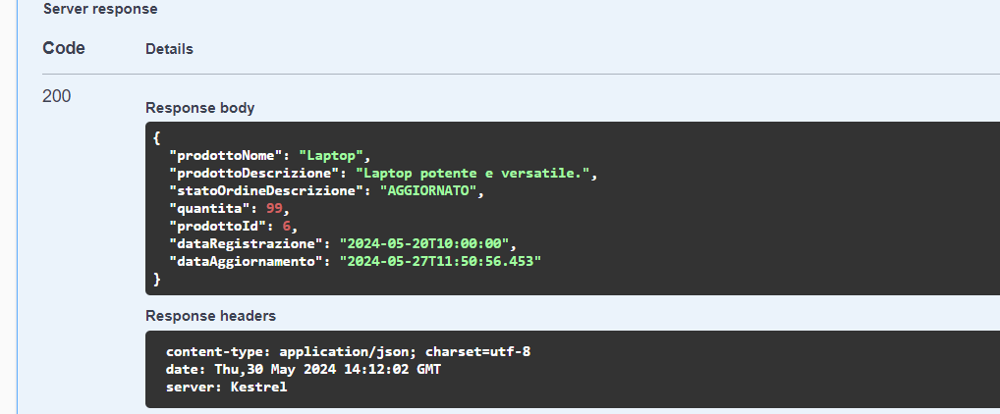 Server response
Code Details
200
Response body
{
"prodottoNome": "Laptop",
"prodottoDescrizione": "Laptop potente e versatile.",
"statoOrdineDescrizione": "AGGIORNATO",
"quantita": 99,
"prodottoId": 6,
"dataRegistrazione": "2024-05-20T10:00:00",
"dataAggiornamento": "2024-05-27T11:50:56.453"
}
Response headers
content-type: application/json; charset=utf-8
date: Thu,30 May 2024 14:12:02 GMT
server: Kestrel